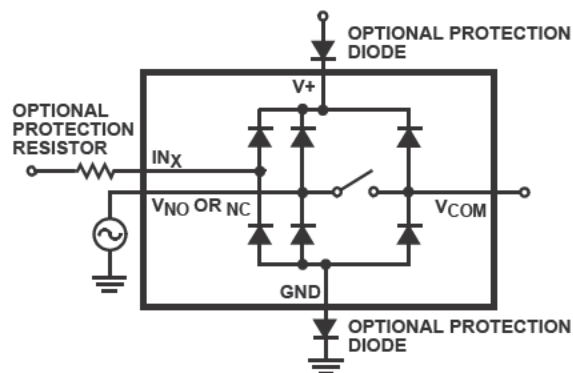 OPTIONAL PROTECTION
DIODE
V+
OPTIONAL
PROTECTION
RESISTOR
INX
VNO OR NC
VCOM
GND
OPTIONAL PROTECTION
DIODE